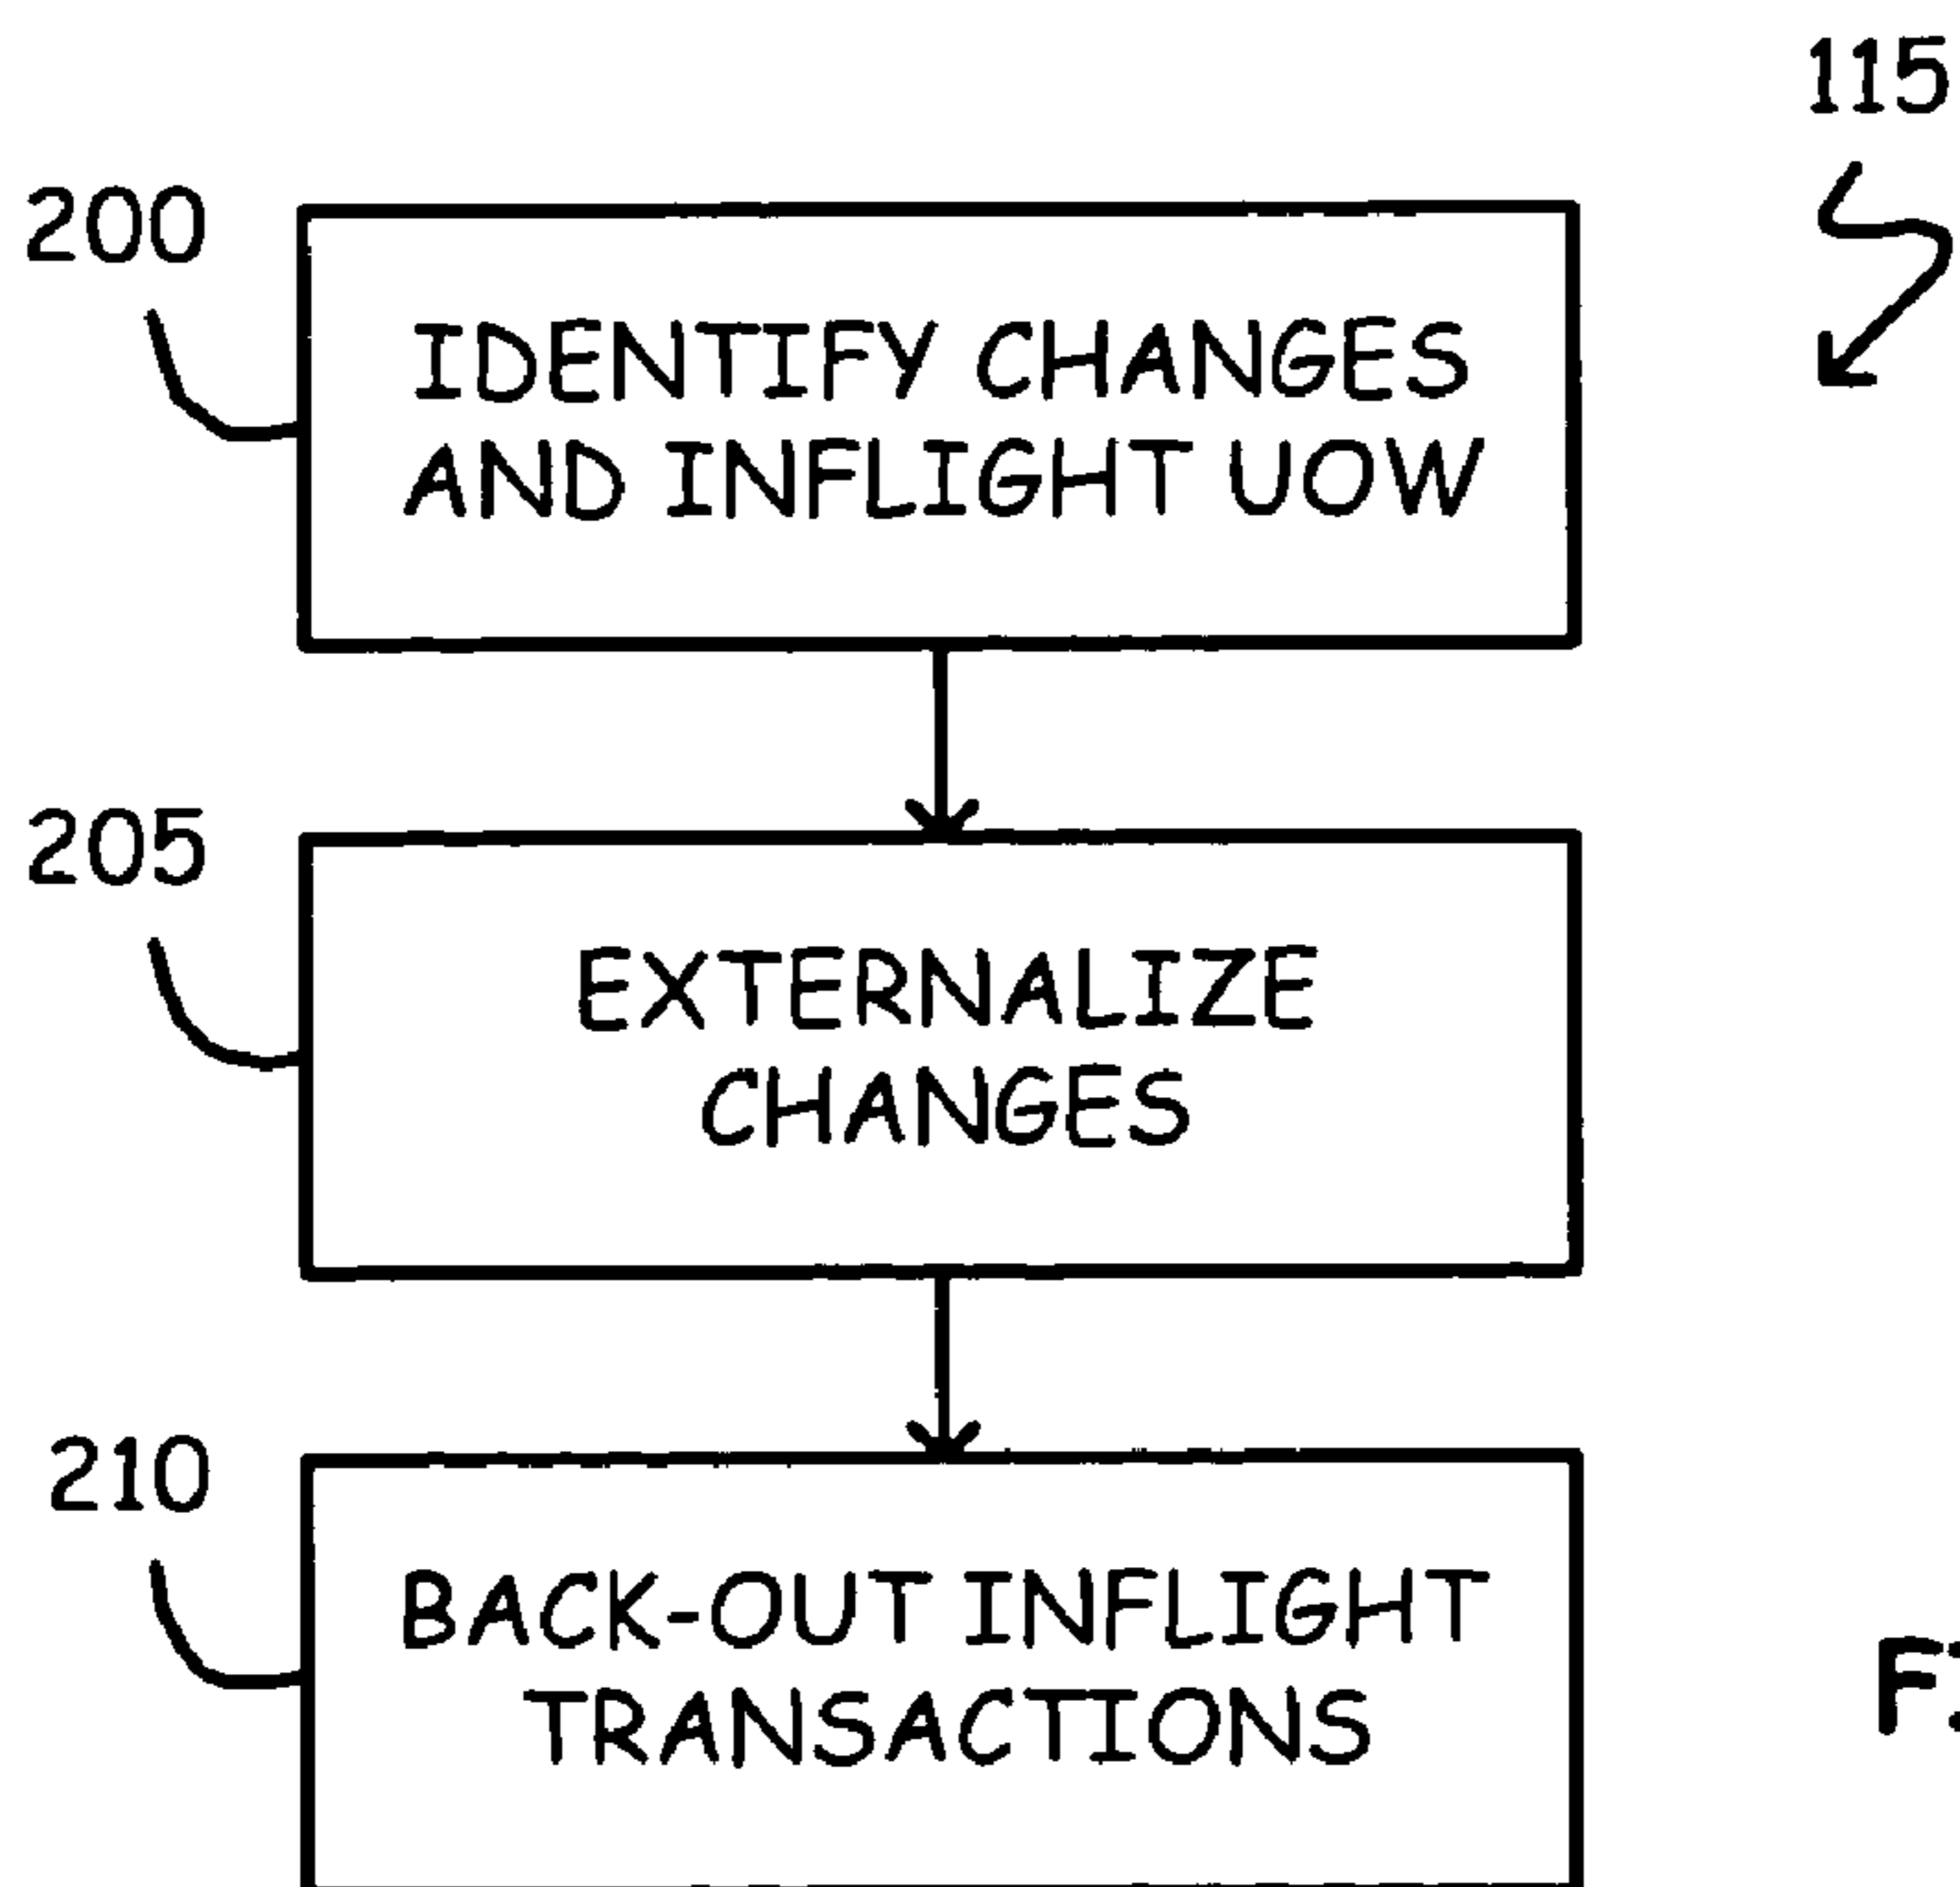 115
200
IDENTIFY CHANGES
AND INFLIGHT UOW
205
EXTERNALIZE
CHANGES
210
BACK-OUT INFLIGHT
TRANSACTIONS